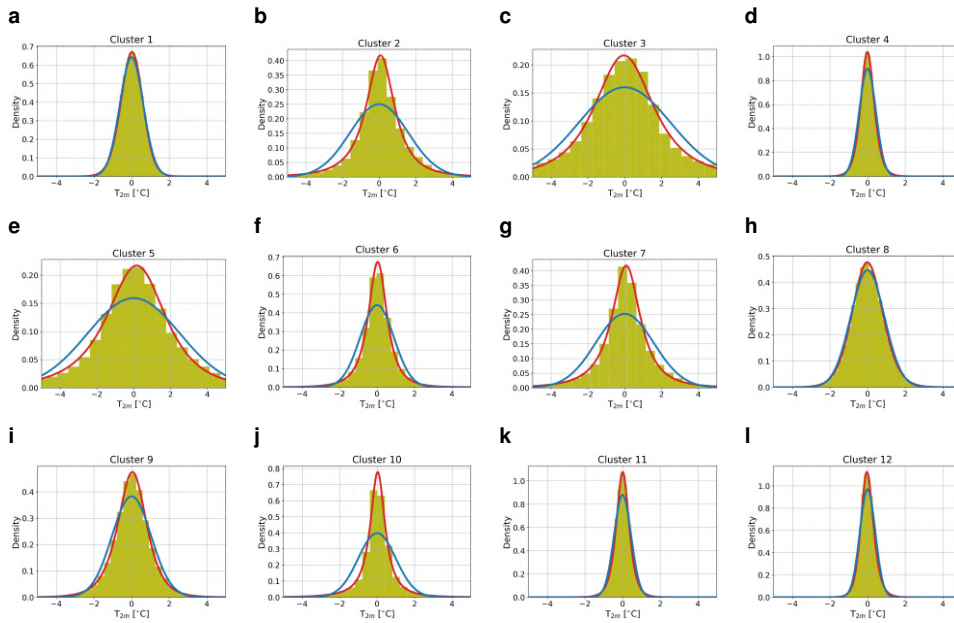 a
Cluster 1
0.7
0.6
0.5
0.4
0.3
0.2
0.1
0.0
Density
−4 −2 0 2 4
T2m [°C]
b
Cluster 2
0.40
0.35
0.30
0.25
0.20
0.15
0.10
0.05
0.00
Density
−4 −2 0 2 4
T2m [°C]
c
Cluster 3
0.20
0.15
0.10
0.05
0.00
Density
−4 −2 0 2 4
T2m [°C]
d
Cluster 4
1.0
0.8
0.6
0.4
0.2
0.0
Density
−4 −2 0 2 4
T2m [°C]
e
Cluster 5
0.20
0.15
0.10
0.05
0.00
Density
−4 −2 0 2 4
T2m [°C]
f
Cluster 6
0.7
0.6
0.5
0.4
0.3
0.2
0.1
0.0
Density
−4 −2 0 2 4
T2m [°C]
g
Cluster 7
0.40
0.35
0.30
0.25
0.20
0.15
0.10
0.05
0.00
Density
−4 −2 0 2 4
T2m [°C]
h
Cluster 8
0.5
0.4
0.3
0.2
0.1
0.0
Density
−4 −2 0 2 4
T2m [°C]
i
Cluster 9
0.4
0.3
0.2
0.1
0.0
Density
−4 −2 0 2 4
T2m [°C]
j
Cluster 10
0.8
0.7
0.6
0.5
0.4
0.3
0.2
0.1
0.0
Density
−4 −2 0 2 4
T2m [°C]
k
Cluster 11
1.0
0.8
0.6
0.4
0.2
0.0
Density
−4 −2 0 2 4
T2m [°C]
l
Cluster 12
1.0
0.8
0.6
0.4
0.2
0.0
Density
−4 −2 0 2 4
T2m [°C]